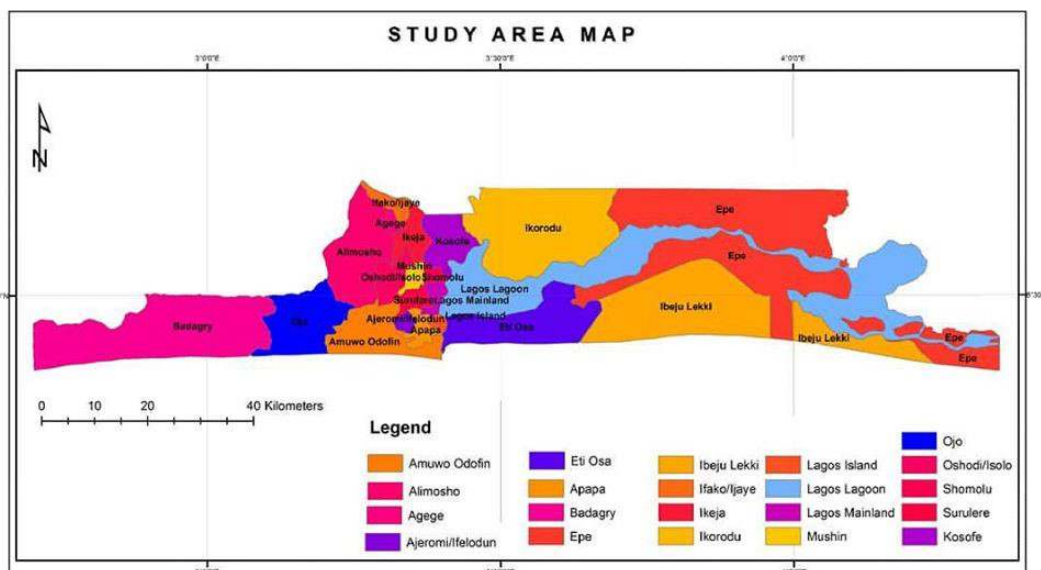 STUDY AREA MAP
3°0'0"E
3°30'0"E
4°0'0"E
N
Ifako/Ijaye
Agege
Ikeja
Kosofe
Alimosho
Ikorodu
Epe
Epe
Mushin
Oshodi/Isolo
Shomolu
Lagos Lagoon
Surulere
Lagos Mainland
Ibeju Lekki
Badagry
Ojo
Ajeromi/Ifelodun
Lagos Island
Apapa
Eti Osa
Amuwo Odofin
Ibeju Lekki
Epe
Epe
0 10 20 40 Kilometers
Legend
Amuwo Odofin
Alimosho
Agege
Ajeromi/Ifelodun
Eti Osa
Apapa
Badagry
Epe
Ibeju Lekki
Ifako/Ijaye
Ikeja
Ikorodu
Lagos Island
Lagos Lagoon
Lagos Mainland
Mushin
Ojo
Oshodi/Isolo
Shomolu
Surulere
Kosofe